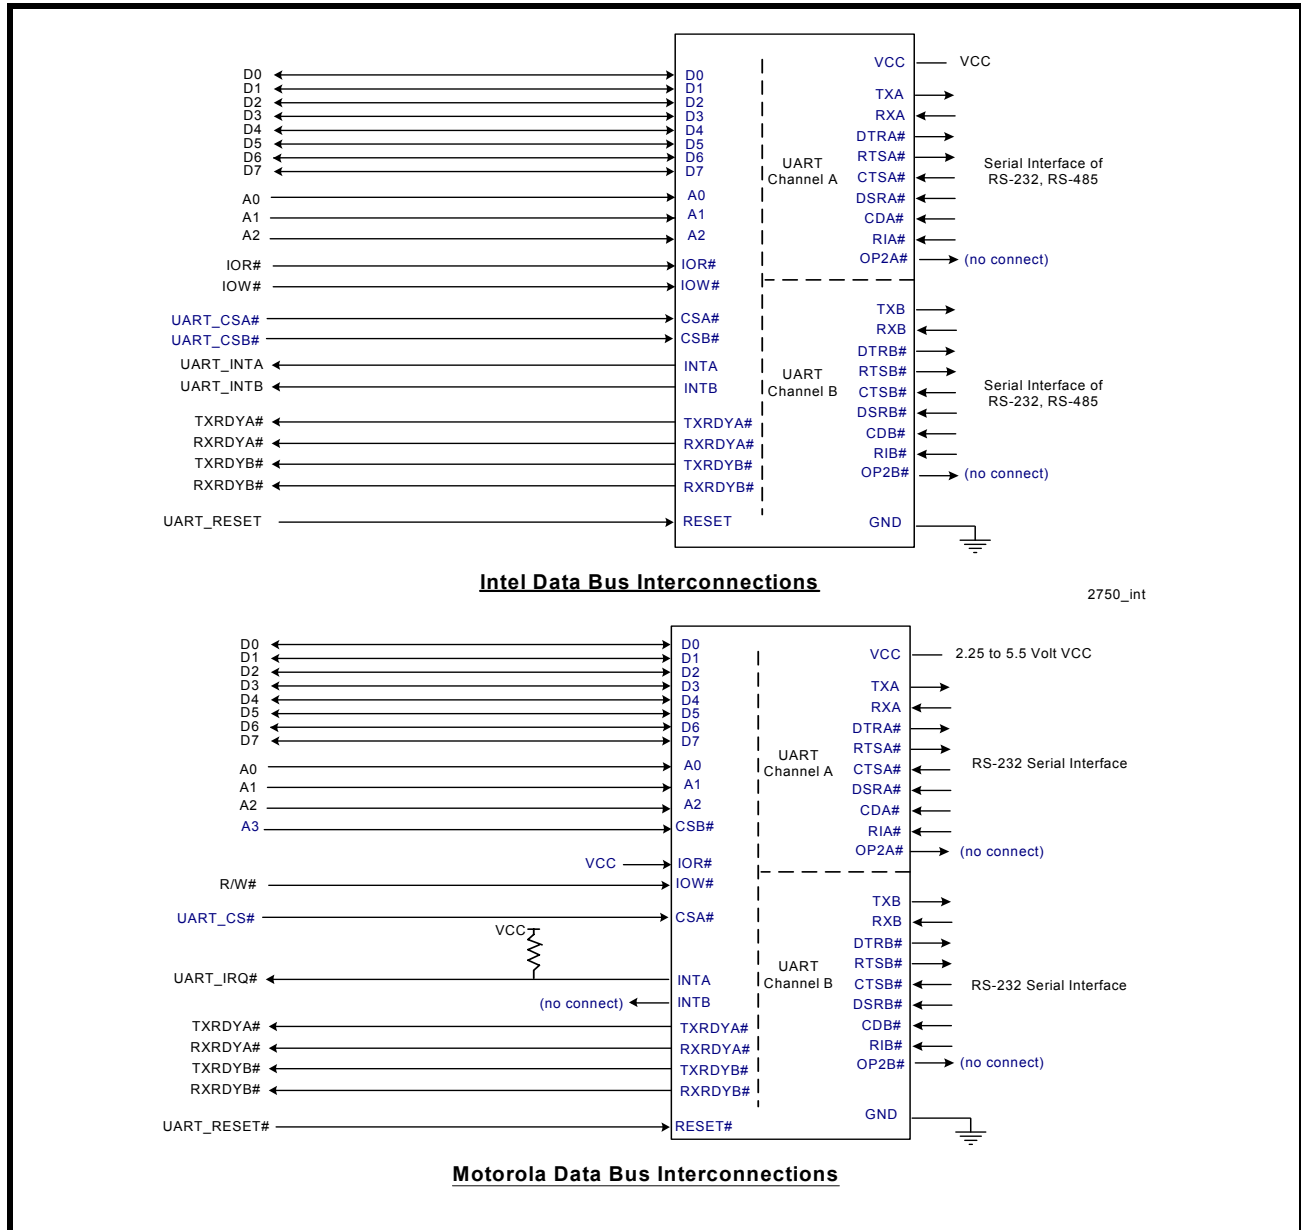 D0
D1
D2
D3
D4
D5
D6
D7
A0
A1
A2
IOR#
IOW#
UART_CSA#
UART_CSB#
UART_INTA
UART_INTB
TXRDYA#
RXRDYA#
TXRDYB#
RXRDYB#
UART_RESET
D0
D1
D2
D3
D4
D5
D6
D7
A0
A1
A2
IOR#
IOW#
CSA#
CSB#
INTA
INTB
TXRDYA#
RXRDYA#
TXRDYB#
RXRDYB#
RESET
UART
Channel A
UART
Channel B
VCC
TXA
RXA
DTRA#
RTSA#
CTSA#
DSRA#
CDA#
RIA#
OP2A#
TXB
RXB
DTRB#
RTSB#
CTSB#
DSRB#
CDB#
RIB#
OP2B#
GND
VCC
Serial Interface of
RS-232, RS-485
(no connect)
Serial Interface of
RS-232, RS-485
(no connect)
Intel Data Bus Interconnections
2750_int
D0
D1
D2
D3
D4
D5
D6
D7
A0
A1
A2
A3
VCC
R/W#
UART_CS#
VCC
UART_IRQ#
(no connect)
TXRDYA#
RXRDYA#
TXRDYB#
RXRDYB#
UART_RESET#
D0
D1
D2
D3
D4
D5
D6
D7
A0
A1
A2
CSB#
IOR#
IOW#
CSA#
INTA
INTB
TXRDYA#
RXRDYA#
TXRDYB#
RXRDYB#
RESET#
UART
Channel A
UART
Channel B
VCC
TXA
RXA
DTRA#
RTSA#
CTSA#
DSRA#
CDA#
RIA#
OP2A#
TXB
RXB
DTRB#
RTSB#
CTSB#
DSRB#
CDB#
RIB#
OP2B#
GND
2.25 to 5.5 Volt VCC
RS-232 Serial Interface
(no connect)
RS-232 Serial Interface
(no connect)
Motorola Data Bus Interconnections